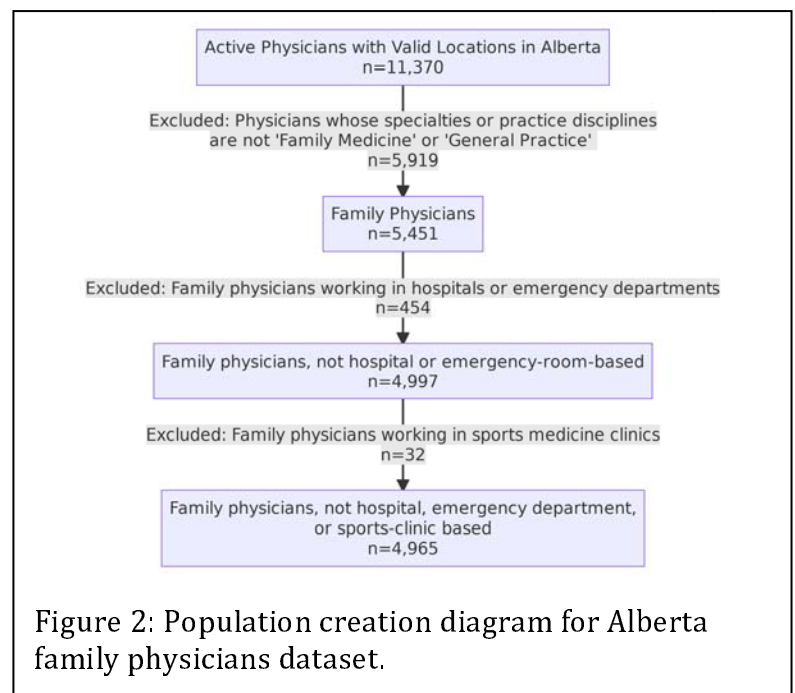 Active Physicians with Valid Locations in Alberta
n=11,370
Excluded: Physicians whose specialties or practice disciplines
are not 'Family Medicine' or 'General Practice'
n=5,919
Family Physicians
n=5,451
Excluded: Family physicians working in hospitals or emergency departments
n=454
Family physicians, not hospital or emergency-room-based
n=4,997
Excluded: Family physicians working in sports medicine clinics
n=32
Family physicians, not hospital, emergency department,
or sports-clinic based
n=4,965
Figure 2: Population creation diagram for Alberta
family physicians dataset.